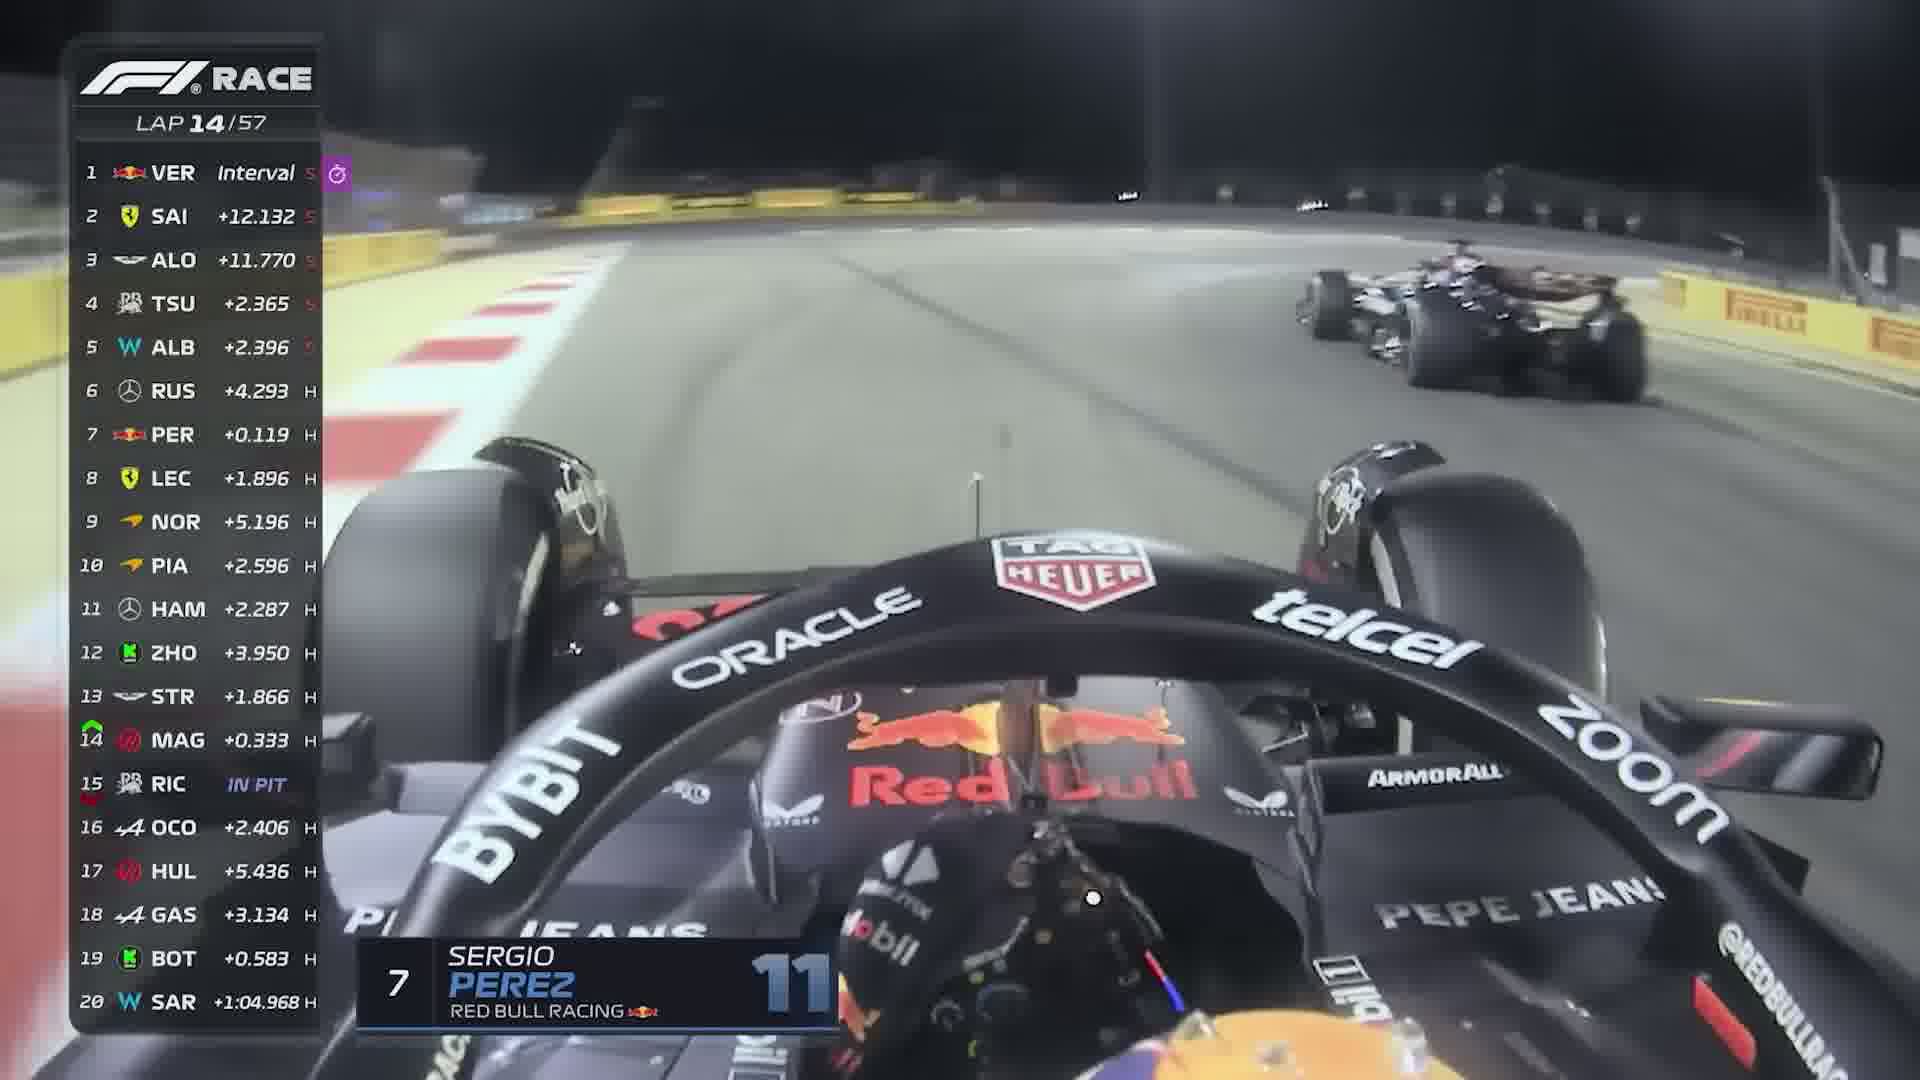 F1® RACE
LAP 14/57
1 VER Interval S
2 SAI +12.132 S
3 ALO +11.770 S
4 TSU +2.365 S
5 ALB +2.396 S
6 RUS +4.293 H
7 PER +0.119 H
8 LEC +1.896 H
9 NOR +5.196 H
10 PIA +2.596 H
11 HAM +2.287 H
12 ZHO +3.950 H
13 STR +1.866 H
14 MAG +0.333 H
15 RIC IN PIT
16 OCO +2.406 H
17 HUL +5.436 H
18 GAS +3.134 H
19 BOT +0.583 H
20 SAR +1:04.968 H
PIRELLI
TAG
HEUER
ORACLE
telcel
BYBIT
zoom
Red Bull
ARMORALL
Mobil
PEPE JEANS
JEANS
@REDBULLRAC
7
SERGIO
PEREZ
RED BULL RACING
11